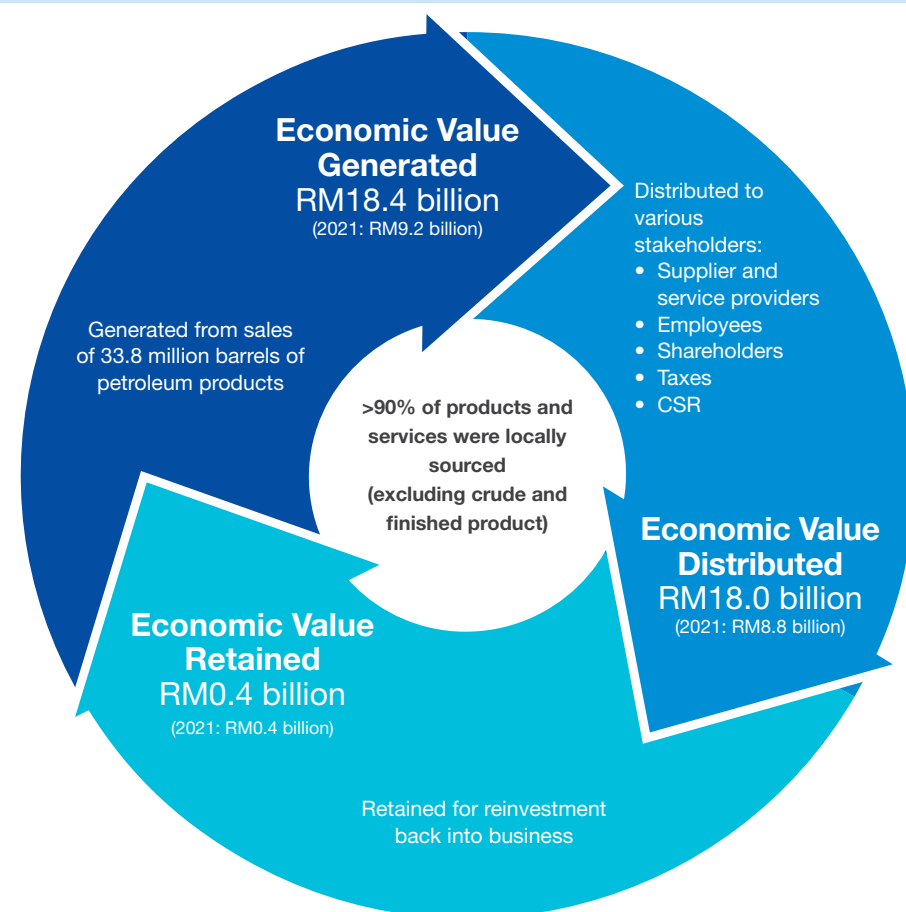 Economic Value
Generated
RM18.4 billion
(2021: RM9.2 billion)
Generated from sales
of 33.8 million barrels of
petroleum products
Distributed to
various
stakeholders:
• Supplier and
service providers
• Employees
• Shareholders
• Taxes
• CSR
>90% of products and
services were locally
sourced
(excluding crude and
finished product)
Economic Value
Distributed
RM18.0 billion
(2021: RM8.8 billion)
Economic Value
Retained
RM0.4 billion
(2021: RM0.4 billion)
Retained for reinvestment
back into business